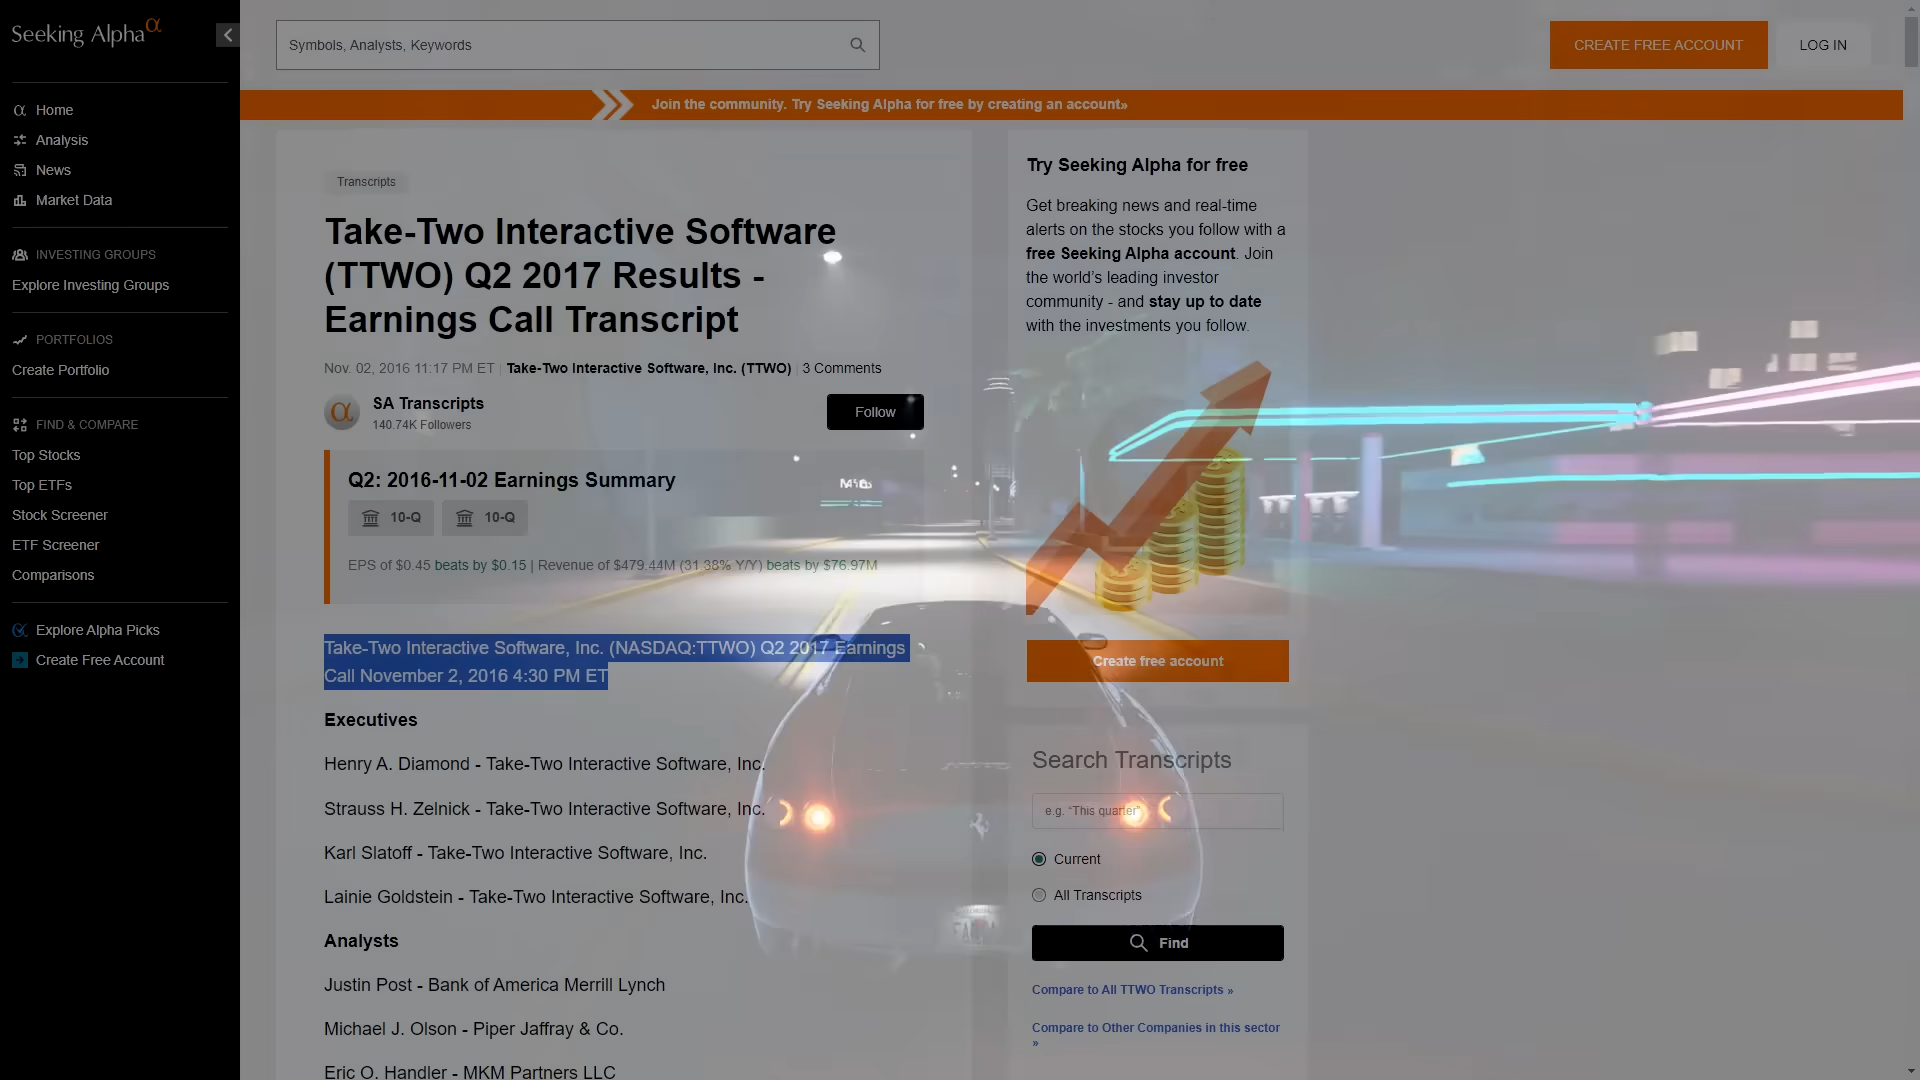 Seeking Alpha α
Home
Analysis
News
Market Data
INVESTING GROUPS
Explore Investing Groups
PORTFOLIOS
Create Portfolio
FIND & COMPARE
Top Stocks
Top ETFs
Stock Screener
ETF Screener
Comparisons
Explore Alpha Picks
Create Free Account
Symbols, Analysts, Keywords
CREATE FREE ACCOUNT
LOG IN
Join the community. Try Seeking Alpha for free by creating an account»
Transcripts
Take-Two Interactive Software
(TTWO) Q2 2017 Results -
Earnings Call Transcript
Nov. 02, 2016 11:17 PM ET | Take-Two Interactive Software, Inc. (TTWO) | 3 Comments
SA Transcripts
140.74K Followers
Follow
Q2: 2016-11-02 Earnings Summary
10-Q
10-Q
EPS of $0.45 beats by $0.15 | Revenue of $479.44M (31.38% Y/Y) beats by $76.97M
Take-Two Interactive Software, Inc. (NASDAQ:TTWO) Q2 2017 Earnings
Call November 2, 2016 4:30 PM ET
Executives
Henry A. Diamond - Take-Two Interactive Software, Inc.
Strauss H. Zelnick - Take-Two Interactive Software, Inc.
Karl Slatoff - Take-Two Interactive Software, Inc.
Lainie Goldstein - Take-Two Interactive Software, Inc.
Analysts
Justin Post - Bank of America Merrill Lynch
Michael J. Olson - Piper Jaffray & Co.
Eric O. Handler - MKM Partners LLC
Try Seeking Alpha for free
Get breaking news and real-time
alerts on the stocks you follow with a
free Seeking Alpha account. Join
the world's leading investor
community - and stay up to date
with the investments you follow.
Create free account
Search Transcripts
e.g. “This quarter”
Current
All Transcripts
Find
Compare to All TTWO Transcripts »
Compare to Other Companies in this sector
»